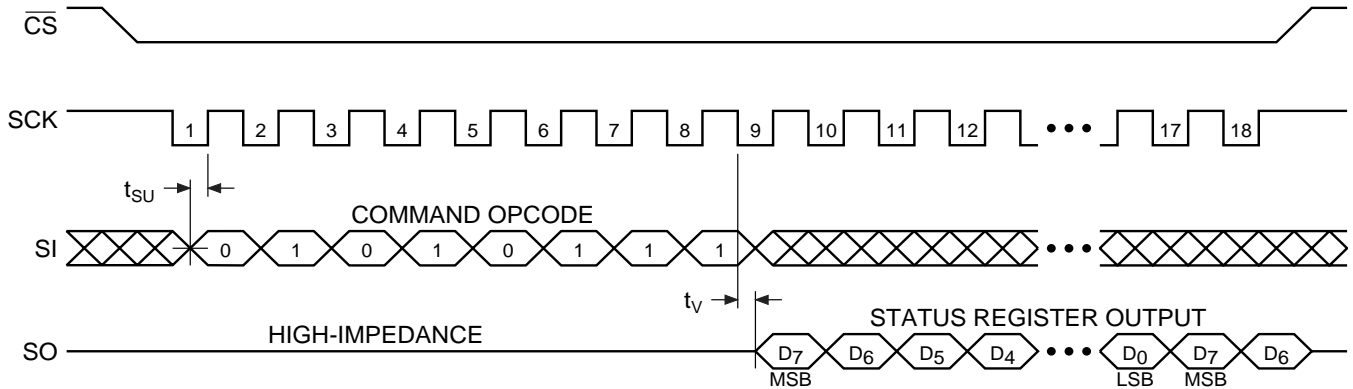 CS
SCK
1 2 3 4 5 6 7 8 9 10 11 12 ••• 17 18
tSU
COMMAND OPCODE
SI
0 1 0 1 0 1 1 1 •••
tV
HIGH-IMPEDANCE
STATUS REGISTER OUTPUT
SO
D7 D6 D5 D4 ••• D0 D7 D6
MSB LSB MSB